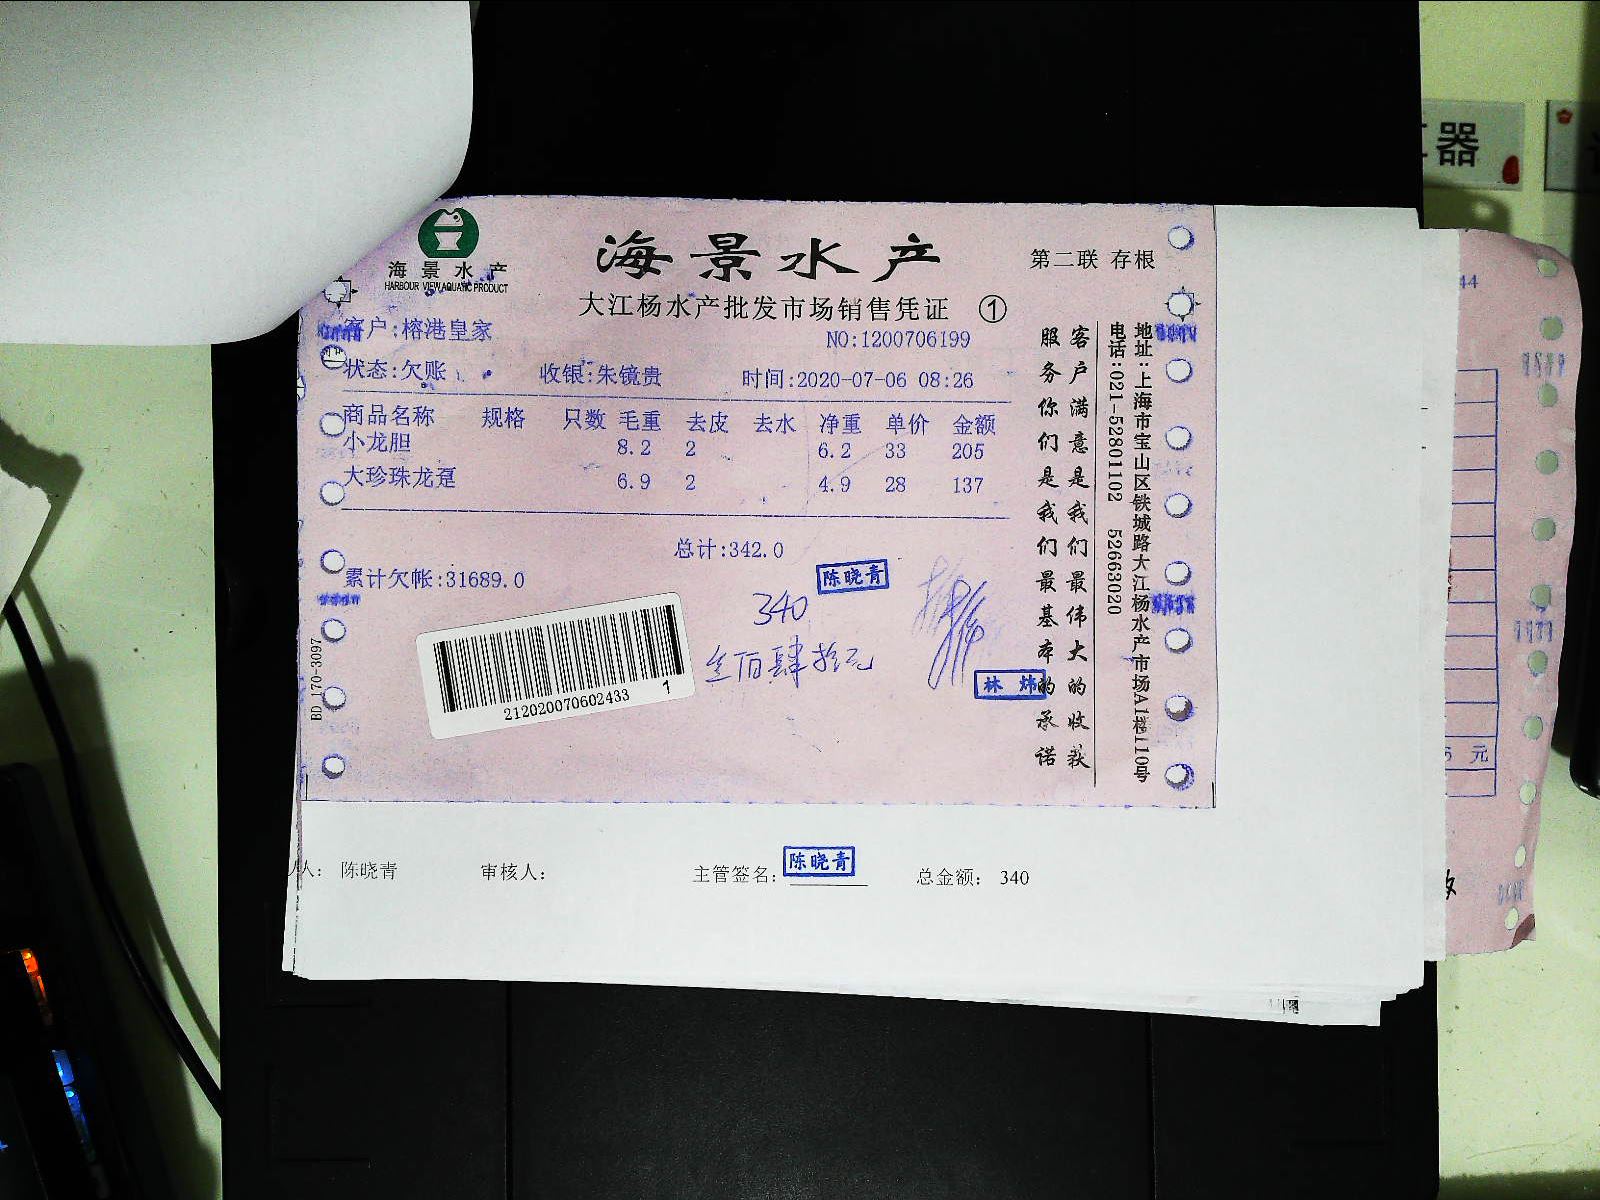 海景水产
HARBOUR VIEW AQUATIC PRODUCT
海景水产
第二联 存根
大江杨水产批发市场销售凭证 ①
客户:榕港皇家
NO:1200706199
状态:欠账
收银:朱镜贵
时间:2020-07-06 08:26
商品名称 规格 只数 毛重 去皮 去水 净重 单价 金额
小龙胆 8.2 2 6.2 33 205
大珍珠龙趸 6.9 2 4.9 28 137
总计:342.0
累计欠帐:31689.0
陈晓青
340
叁佰肆拾元
林 炜
212020070602433 1
BD 170-3097
客户满意是我们最伟大的收获
服务你们是我们最基本的承诺
地址:上海市宝山区铁城路大江杨水产市场A1楼110号
电话:021-52801102 52663020
人: 陈晓青 审核人: 主管签名: 陈晓青 总金额: 340
器
44
元